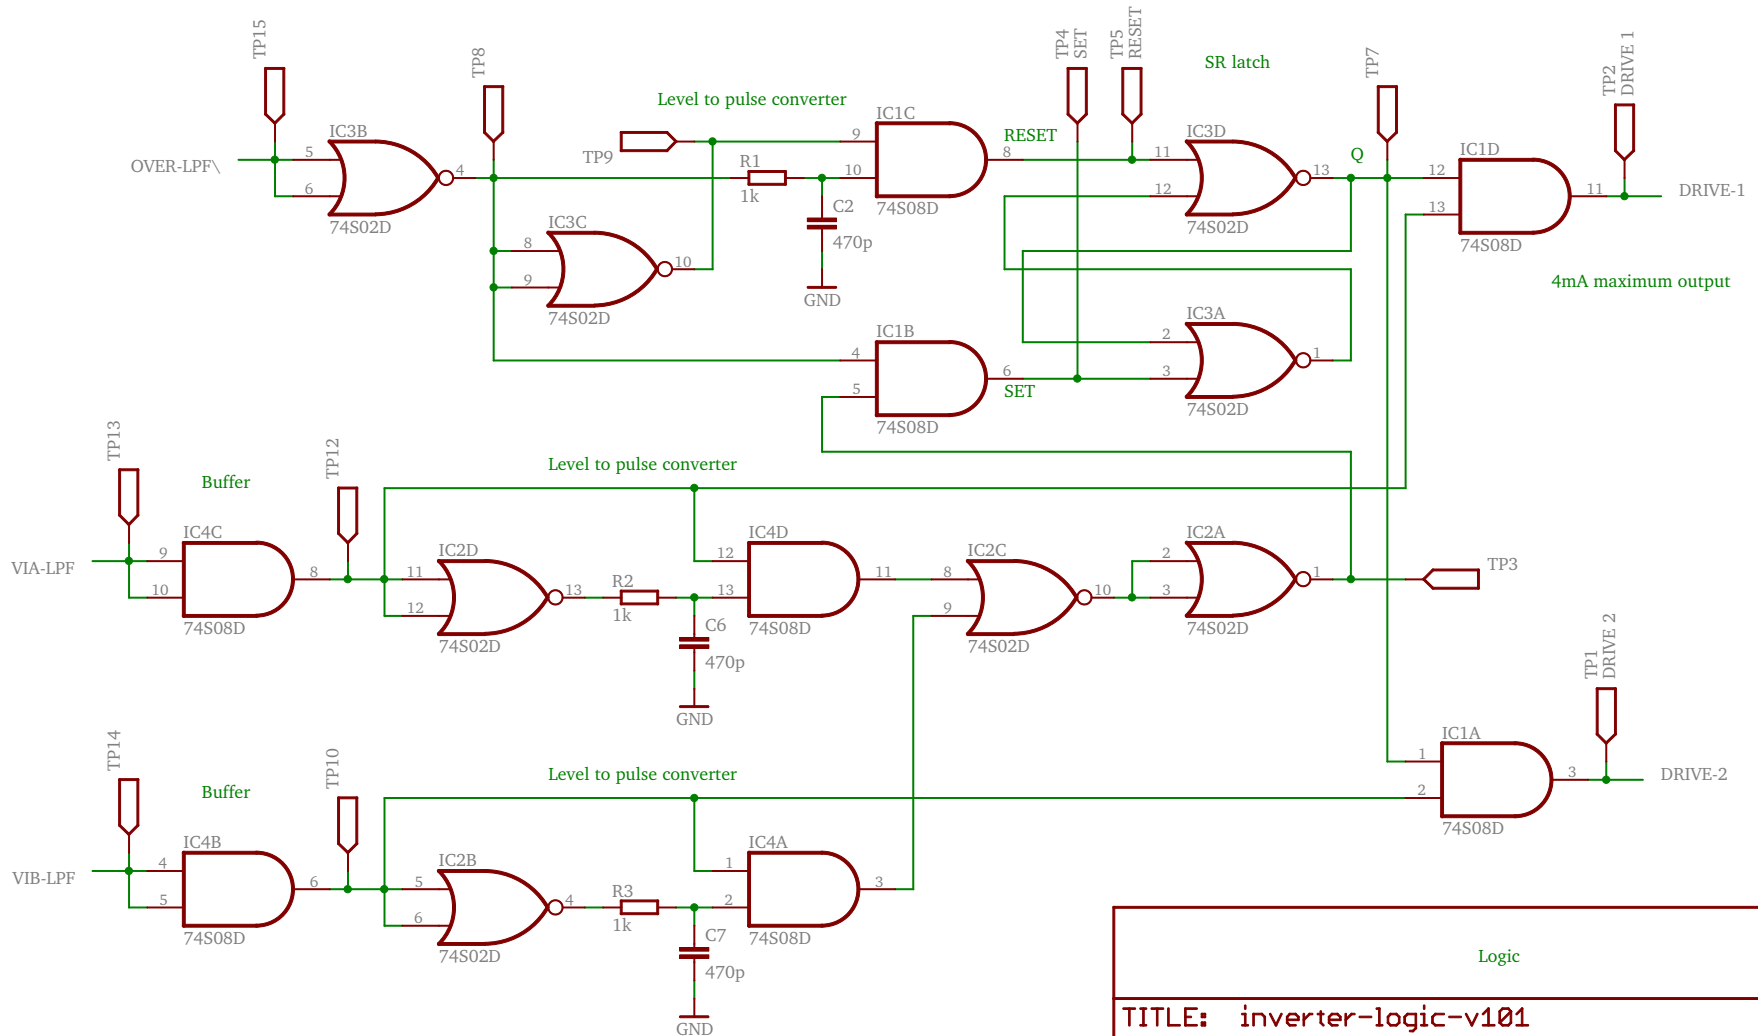 TP15
TP8
TP4
SET
TP5
RESET
SR latch
TP7
TP2
DRIVE 1
Level to pulse converter
IC3B
5
6
4
74S02D
OVER-LPF\
TP9
R1
1k
C2
470p
GND
IC1C
9
10
8
74S08D
RESET
IC3D
11
12
13
74S02D
Q
IC1D
12
13
11
74S08D
DRIVE-1
4mA maximum output
IC3C
8
9
10
74S02D
IC1B
4
5
6
74S08D
SET
IC3A
2
3
1
74S02D
TP13
Buffer
TP12
Level to pulse converter
VIA-LPF
IC4C
9
10
8
74S08D
IC2D
11
12
13
74S02D
R2
1k
C6
470p
GND
IC4D
12
13
11
74S08D
IC2C
8
9
10
74S02D
IC2A
2
3
1
74S02D
TP3
TP14
Buffer
TP10
Level to pulse converter
TP1
DRIVE 2
IC1A
1
2
3
74S08D
DRIVE-2
VIB-LPF
IC4B
4
5
6
74S08D
IC2B
5
6
4
74S02D
R3
1k
C7
470p
GND
IC4A
1
2
3
74S08D
Logic
TITLE: inverter-logic-v101